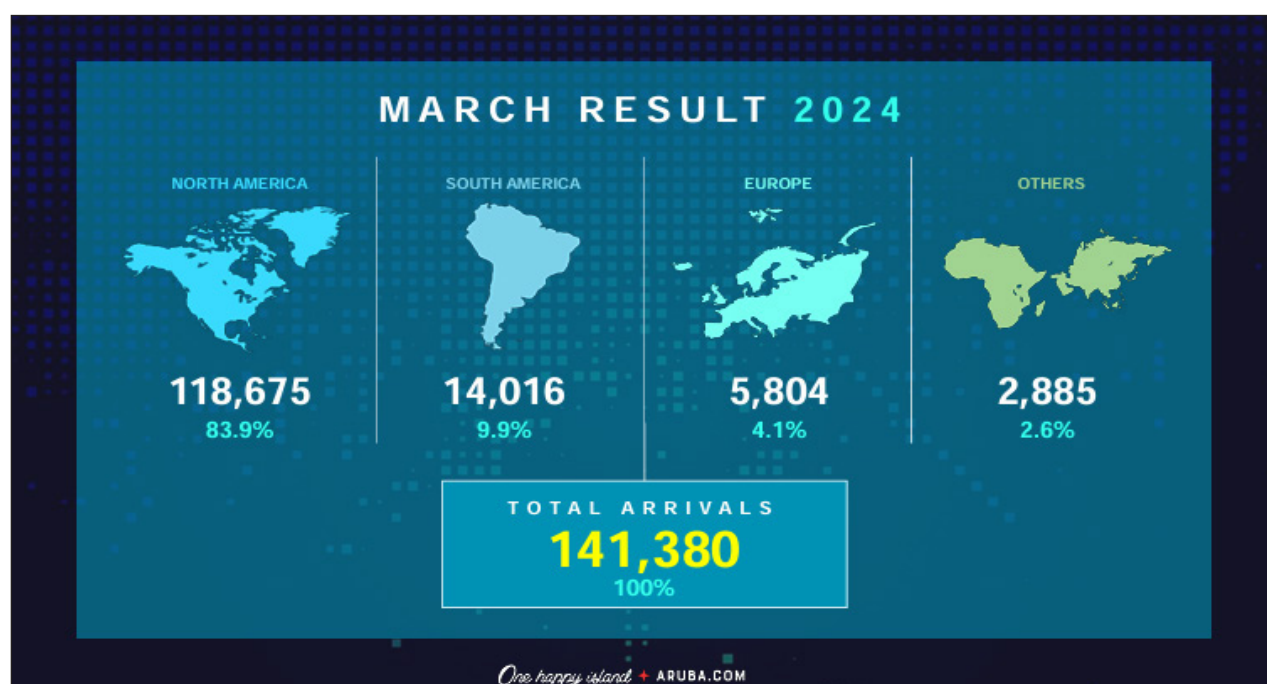 MARCH RESULT 2024
NORTH AMERICA
118,675
83.9%
SOUTH AMERICA
14,016
9.9%
EUROPE
5,804
4.1%
OTHERS
2,885
2.6%
TOTAL ARRIVALS
141,380
100%
One happy island ARUBA.COM